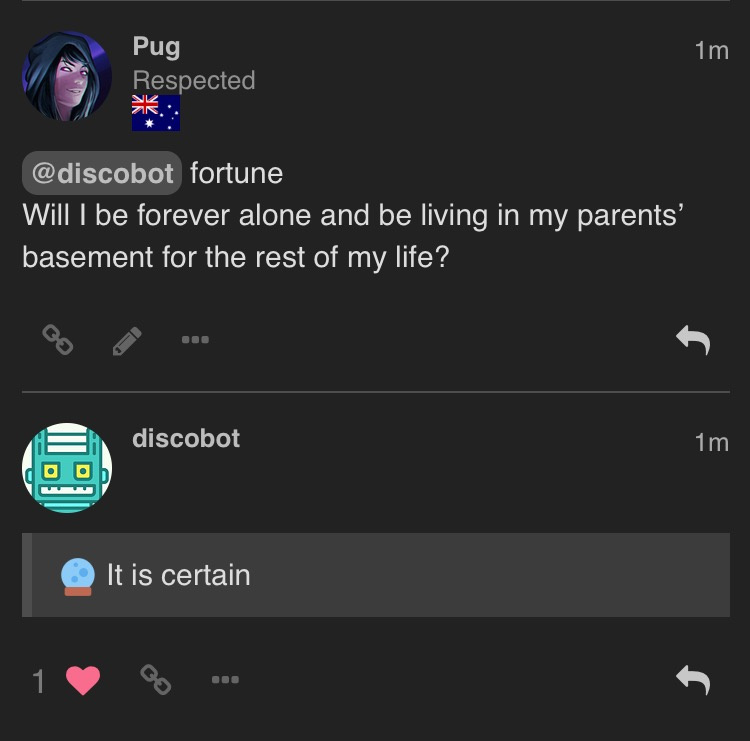 Pug
1m
Respected
@discobot fortune
Will I be forever alone and be living in my parents’
basement for the rest of my life?
discobot
1m
It is certain
1